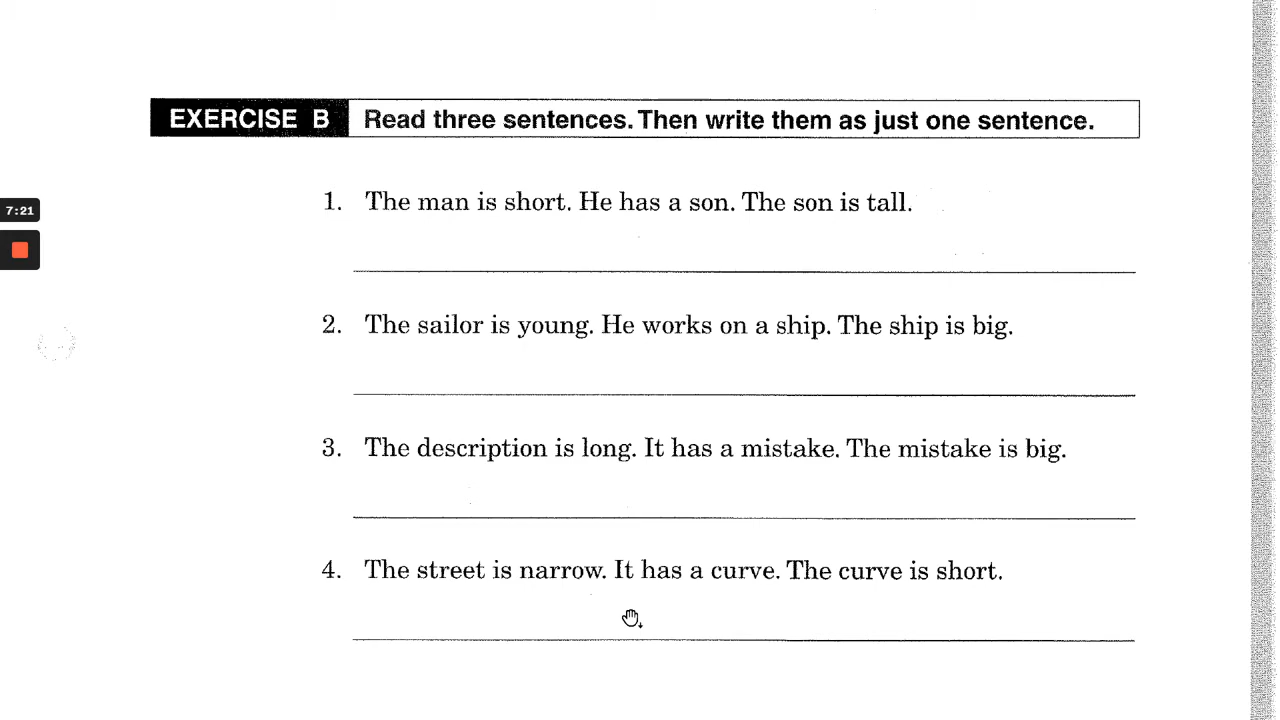 EXERCISE B Read three sentences. Then write them as just one sentence.
1. The man is short. He has a son. The son is tall.
7:21
2. The sailor is young. He works on a ship. The ship is big.
3. The description is long. It has a mistake. The mistake is big.
4. The street is narrow. It has a curve. The curve is short.